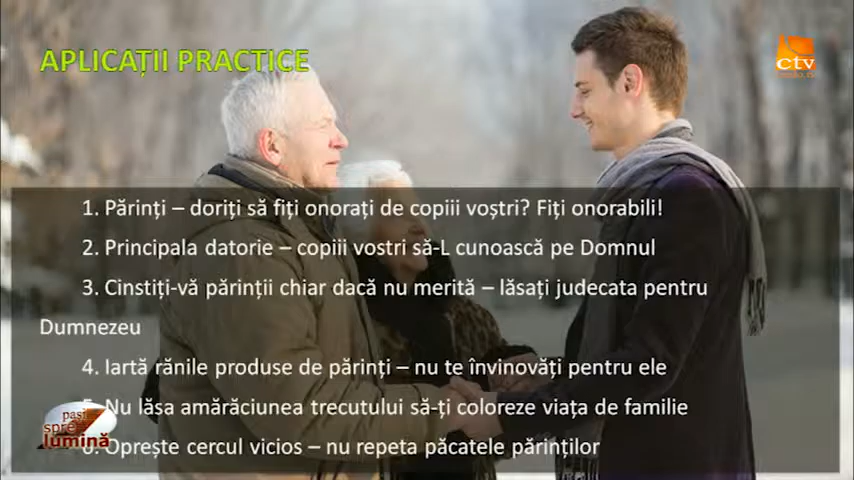 APLICAȚII PRACTICE
ctv
1. Părinți – doriți să fiți onorați de copiii voștri? Fiți onorabili!
2. Principala datorie – copiii vostri să-L cunoască pe Domnul
3. Cinstiți-vă părinții chiar dacă nu merită – lăsați judecata pentru
Dumnezeu
4. Iartă rănile produse de părinți – nu te învinovăți pentru ele
5. Nu lăsa amărăciunea trecutului să-ți coloreze viața de familie
6. Oprește cercul vicios – nu repeta păcatele părinților
pași
spre
lumină